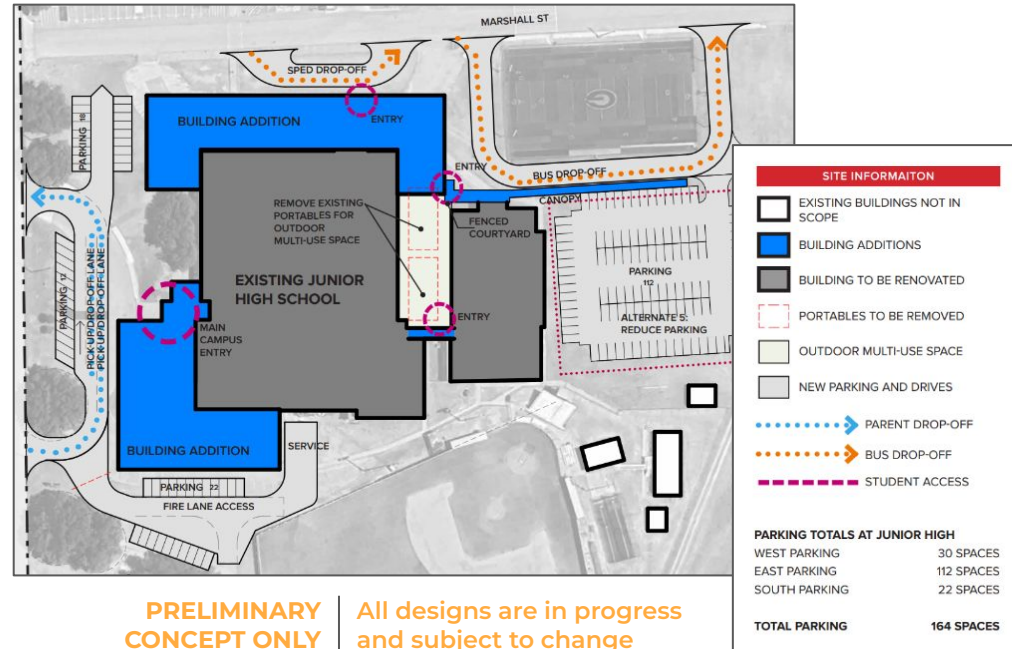 MARSHALL ST
SPED DROP-OFF
PARKING 18
BUILDING ADDITION
ENTRY
ENTRY
BUS DROP-OFF
CANOPY
REMOVE EXISTING
PORTABLES FOR
OUTDOOR
MULTI-USE SPACE
FENCED
COURTYARD
EXISTING JUNIOR
HIGH SCHOOL
PARKING
112
ALTERNATE 5:
REDUCE PARKING
PARKING 12
PICK-UP/DROP-OFF LANE
PICK-UP/DROP-OFF LANE
MAIN
CAMPUS
ENTRY
ENTRY
BUILDING ADDITION
SERVICE
PARKING 22
FIRE LANE ACCESS
SITE INFORMAITON
EXISTING BUILDINGS NOT IN
SCOPE
BUILDING ADDITIONS
BUILDING TO BE RENOVATED
PORTABLES TO BE REMOVED
OUTDOOR MULTI-USE SPACE
NEW PARKING AND DRIVES
PARENT DROP-OFF
BUS DROP-OFF
STUDENT ACCESS
PARKING TOTALS AT JUNIOR HIGH
WEST PARKING 30 SPACES
EAST PARKING 112 SPACES
SOUTH PARKING 22 SPACES
TOTAL PARKING 164 SPACES
PRELIMINARY
CONCEPT ONLY
All designs are in progress
and subject to change